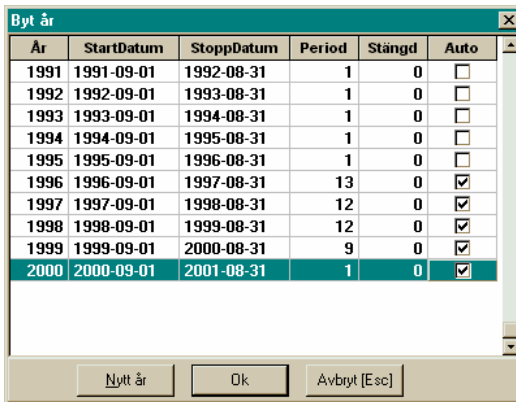 Byt år
År StartDatum StoppDatum Period Stängd Auto
1991 1991-09-01 1992-08-31 1 0
1992 1992-09-01 1993-08-31 1 0
1993 1993-09-01 1994-08-31 1 0
1994 1994-09-01 1995-08-31 1 0
1995 1995-09-01 1996-08-31 1 0
1996 1996-09-01 1997-08-31 13 0
1997 1997-09-01 1998-08-31 12 0
1998 1998-09-01 1999-08-31 12 0
1999 1999-09-01 2000-08-31 9 0
2000 2000-09-01 2001-08-31 1 0
Nytt år Ok Avbryt [Esc]